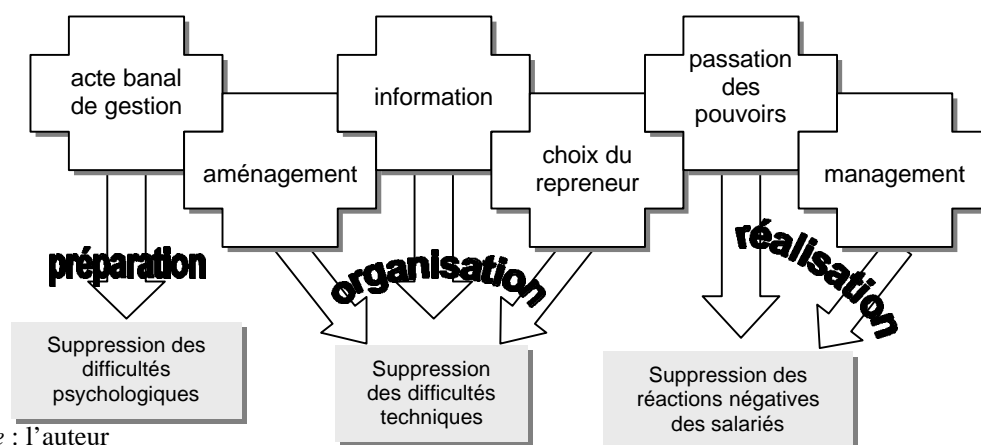 acte banal
de gestion
aménagement
information
choix du
repreneur
passation
des
pouvoirs
management
préparation
organisation
réalisation
Suppression des
difficultés
psychologiques
Suppression
des difficultés
techniques
Suppression des
réactions négatives
des salariés
e : l’auteur